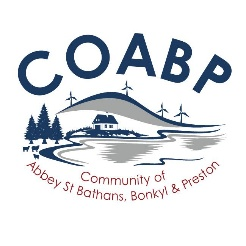 COABP
Community of
Abbey St Bathans, Bonkyl & Preston